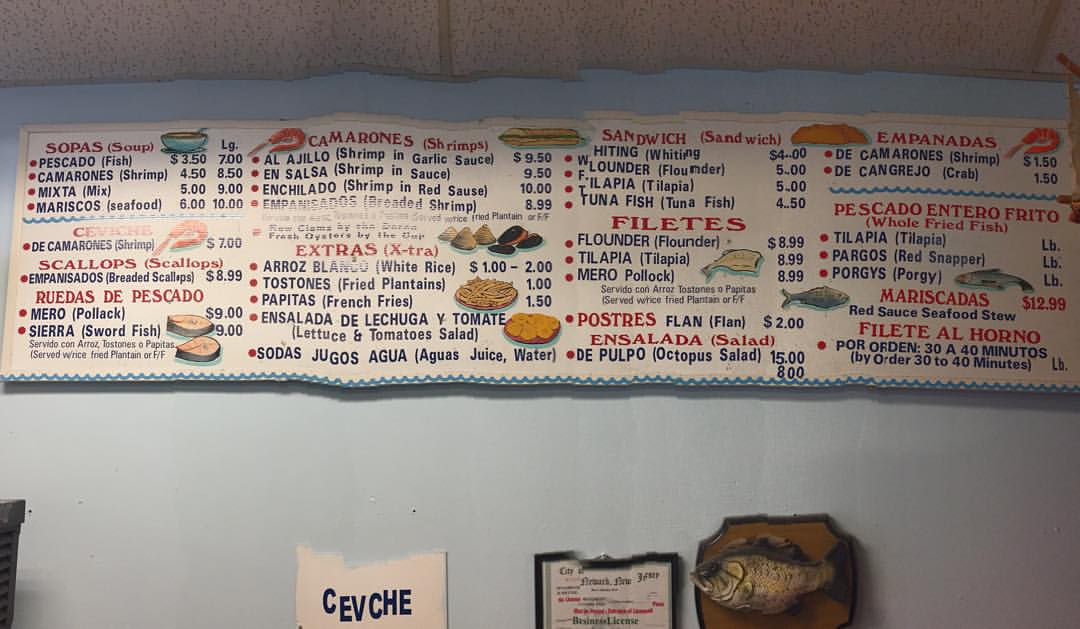 SOPAS (Soup) Lg.
PESCADO (Fish) $3.50 7.00
CAMARONES (Shrimp) 4.50 8.50
MIXTA (Mix) 5.00 9.00
MARISCOS (seafood) 6.00 10.00
CEVICHE
DE CAMARONES (Shrimp) $7.00
SCALLOPS (Scallops)
EMPANISADOS (Breaded Scallops) $8.99
RUEDAS DE PESCADO
MERO (Pollack) $9.00
SIERRA (Sword Fish) 9.00
Servido con Arroz, Tostones o Papitas
(Served w/rice fried Plantain or F/F
CAMARONES (Shrimps)
AL AJILLO (Shrimp in Garlic Sauce) $9.50
EN SALSA (Shrimp in Sauce) 9.50
ENCHILADO (Shrimp in Red Sause) 10.00
EMPANISADOS (Breaded Shrimp) 8.99
Servido con Arroz Tostones o Papitas (Served w/rice fried Plantain or F/F
Raw Clams by the
Fresh Oysters by the Cup
EXTRAS (X-tra)
ARROZ BLANCO (White Rice) $1.00 - 2.00
TOSTONES (Fried Plantains) 1.00
PAPITAS (French Fries) 1.50
ENSALADA DE LECHUGA Y TOMATE
(Lettuce & Tomatoes Salad)
SODAS JUGOS AGUA (Aguas Juice, Water)
SANDWICH (Sandwich)
WHITING (Whiting $4.00
FLOUNDER (Flounder) 5.00
TILAPIA (Tilapia) 5.00
TUNA FISH (Tuna Fish) 4.50
FILETES
FLOUNDER (Flounder) $8.99
TILAPIA (Tilapia) 8.99
MERO Pollock) 8.99
Servido con Arroz Tostones o Papitas
(Served w/rice fried Plantain or F/F
POSTRES FLAN (Flan) $2.00
ENSALADA (Salad)
DE PULPO (Octopus Salad) 15.00
800
EMPANADAS
DE CAMARONES (Shrimp) $1.50
DE CANGREJO (Crab) 1.50
PESCADO ENTERO FRITO
(Whole Fried Fish)
TILAPIA (Tilapia) Lb.
PARGOS (Red Snapper) Lb.
PORGYS (Porgy) Lb.
MARISCADAS $12.99
Red Sauce Seafood Stew
FILETE AL HORNO
POR ORDEN: 30 A 40 MINUTOS
(by Order 30 to 40 Minutes) Lb.
CEVCHE
City of
Newark, New Jersey
Business License